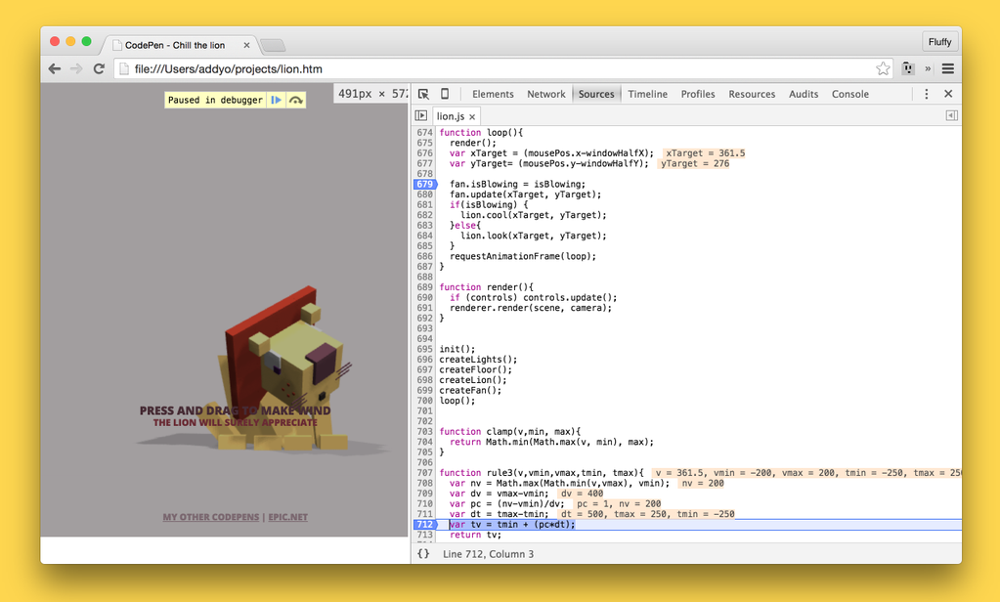 CodePen - Chill the lion
Fluffy
file:///Users/addyo/projects/lion.htm
Paused in debugger
491px × 572
PRESS AND DRAG TO MAKE WIND
THE LION WILL SURELY APPRECIATE
MY OTHER CODEPENS | EPIC.NET
Elements Network Sources Timeline Profiles Resources Audits Console
lion.js
674 function loop(){
675 render();
676 var xTarget = (mousePos.x-windowHalfX); xTarget = 361.5
677 var yTarget= (mousePos.y-windowHalfY); yTarget = 276
678
679 fan.isBlowing = isBlowing;
680 fan.update(xTarget, yTarget);
681 if(isBlowing) {
682 lion.cool(xTarget, yTarget);
683 }else{
684 lion.look(xTarget, yTarget);
685 }
686 requestAnimationFrame(loop);
687 }
688
689 function render(){
690 if (controls) controls.update();
691 renderer.render(scene, camera);
692 }
693
694
695 init();
696 createLights();
697 createFloor();
698 createLion();
699 createFan();
700 loop();
701
702
703 function clamp(v,min, max){
704 return Math.min(Math.max(v, min), max);
705 }
706
707 function rule3(v,vmin,vmax,tmin, tmax){ v = 361.5, vmin = -200, vmax = 200, tmin = -250, tmax = 250
708 var nv = Math.max(Math.min(v,vmax), vmin); nv = 200
709 var dv = vmax-vmin; dv = 400
710 var pc = (nv-vmin)/dv; pc = 1, nv = 200
711 var dt = tmax-tmin; dt = 500, tmax = 250, tmin = -250
712 var tv = tmin + (pc*dt);
713 return tv;
{} Line 712, Column 3